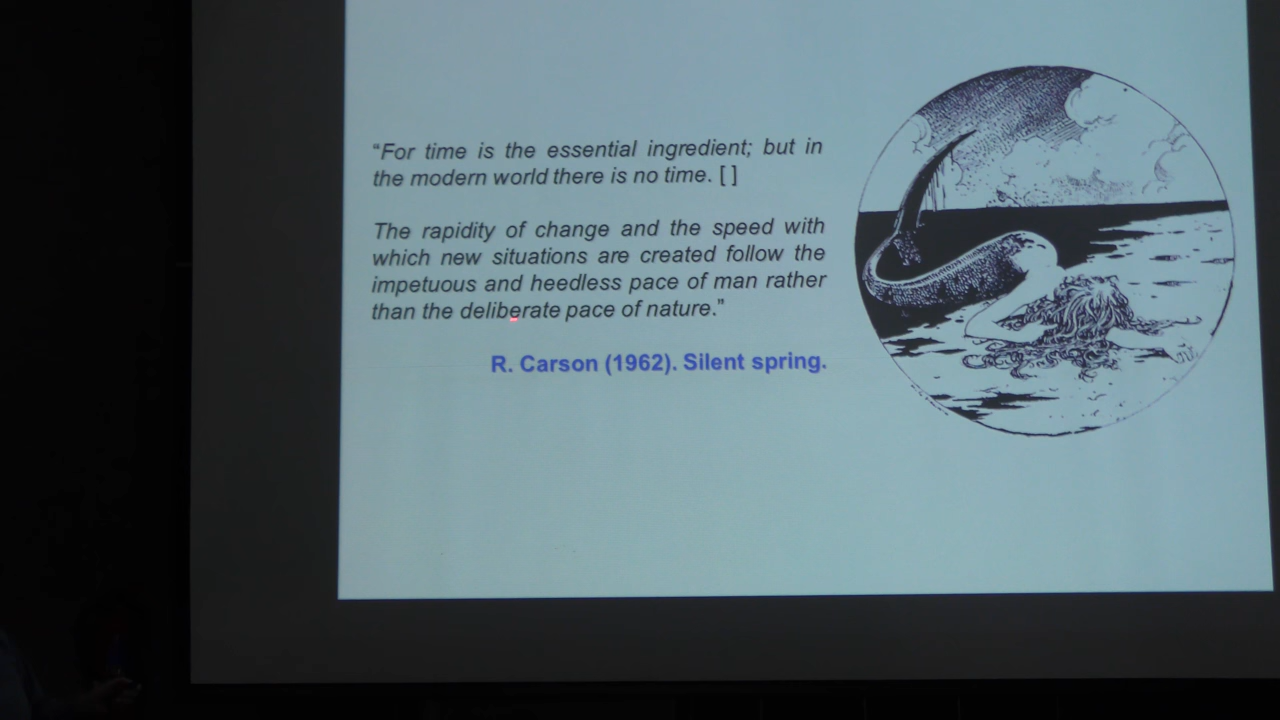 “For time is the essential ingredient; but in
the modern world there is no time. [ ]
The rapidity of change and the speed with
which new situations are created follow the
impetuous and heedless pace of man rather
than the deliberate pace of nature.”
R. Carson (1962). Silent spring.